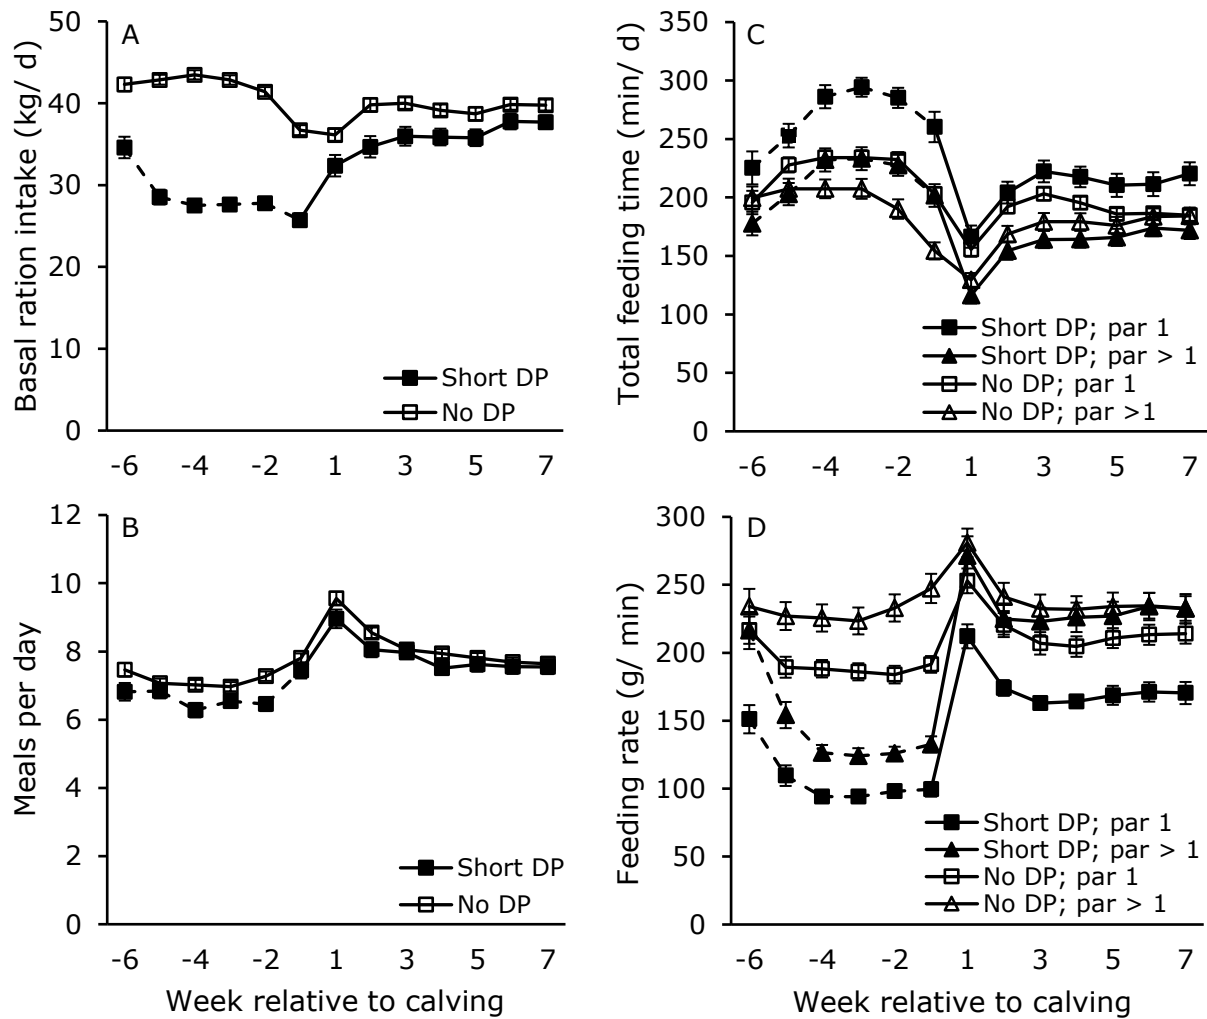 A
Basal ration intake (kg/ d)
50
40
30
20
10
0
Short DP
No DP
-6 -4 -2 1 3 5 7
C
Total feeding time (min/ d)
350
300
250
200
150
100
50
0
Short DP; par 1
Short DP; par > 1
No DP; par 1
No DP; par >1
-6 -4 -2 1 3 5 7
B
Meals per day
12
10
8
6
4
2
0
Short DP
No DP
-6 -4 -2 1 3 5 7
Week relative to calving
D
Feeding rate (g/ min)
300
250
200
150
100
50
0
Short DP; par 1
Short DP; par > 1
No DP; par 1
No DP; par > 1
-6 -4 -2 1 3 5 7
Week relative to calving